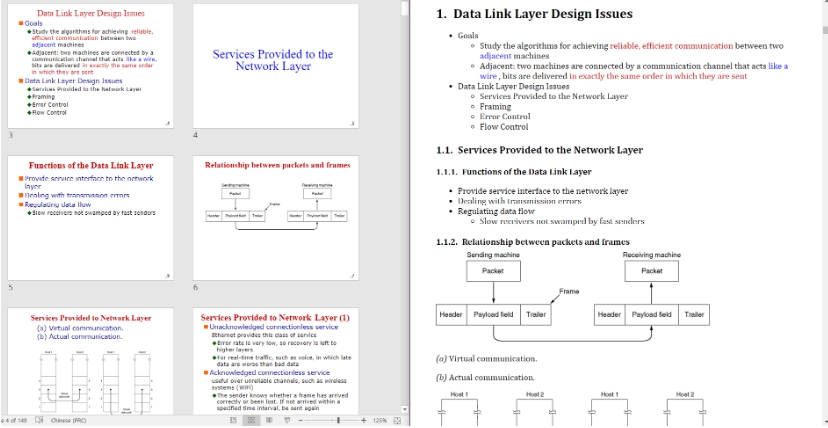 Data Link Layer Design Issues
Goals
Study the algorithms for achieving reliable,
efficient communication between two
adjacent machines
Adjacent: two machines are connected by a
communication channel that acts like a wire,
bits are delivered in exactly the same order
in which they are sent
Data Link Layer Design Issues
Services Provided to the Network Layer
Framing
Error Control
Flow Control
3
Services Provided to the
Network Layer
4
Functions of the Data Link Layer
Provide service interface to the network
layer
Dealing with transmission errors
Regulating data flow
Slow receivers not swamped by fast senders
5
Relationship between packets and frames
Sending machine
Receiving machine
Packet
Packet
Frame
Header Payload field Trailer
Header Payload field Trailer
6
Services Provided to Network Layer
(a) Virtual communication.
(b) Actual communication.
Services Provided to Network Layer (1)
Unacknowledged connectionless service
Ethernet provides this class of service
Error rate is very low, so recovery is left to
higher layers
For real-time traffic, such as voice, in which late
data are worse than bad data
Acknowledged connectionless service
useful over unreliable channels, such as wireless
systems (WiFi)
The sender knows whether a frame has arrived
correctly or been lost. If not arrived within a
specified time interval, be sent again
4 of 148 Chinese (PRC)
125%
1. Data Link Layer Design Issues
Goals
Study the algorithms for achieving reliable, efficient communication between two
adjacent machines
Adjacent: two machines are connected by a communication channel that acts like a
wire , bits are delivered in exactly the same order in which they are sent
Data Link Layer Design Issues
Services Provided to the Network Layer
Framing
Error Control
Flow Control
1.1. Services Provided to the Network Layer
1.1.1. Functions of the Data Link Layer
Provide service interface to the network layer
Dealing with transmission errors
Regulating data flow
Slow receivers not swamped by fast senders
1.1.2. Relationship between packets and frames
Sending machine
Receiving machine
Packet
Packet
Frame
Header Payload field Trailer
Header Payload field Trailer
(a) Virtual communication.
(b) Actual communication.
Host 1 Host 2 Host 1 Host 2